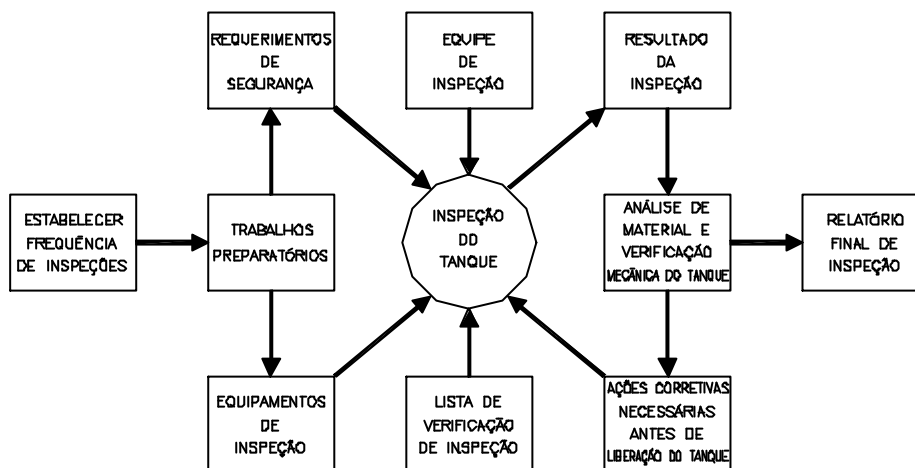 REQUERIMENTOS
DE
SEGURANÇA
EQUIPE
DE
INSPEÇÃO
RESULTADO
DA
INSPEÇÃO
ESTABELECER
FREQUÊNCIA
DE INSPEÇÕES
TRABALHOS
PREPARATÓRIOS
INSPEÇÃO
DO
TANQUE
ANÁLISE DE
MATERIAL E
VERIFICAÇÃO
MECÂNICA DO TANQUE
RELATÓRIO
FINAL DE
INSPEÇÃO
EQUIPAMENTOS
DE
INSPEÇÃO
LISTA DE
VERIFICAÇÃO
DE INSPEÇÃO
AÇÕES CORRETIVAS
NECESSÁRIAS
ANTES DE
LIBERAÇÃO DO TANQUE